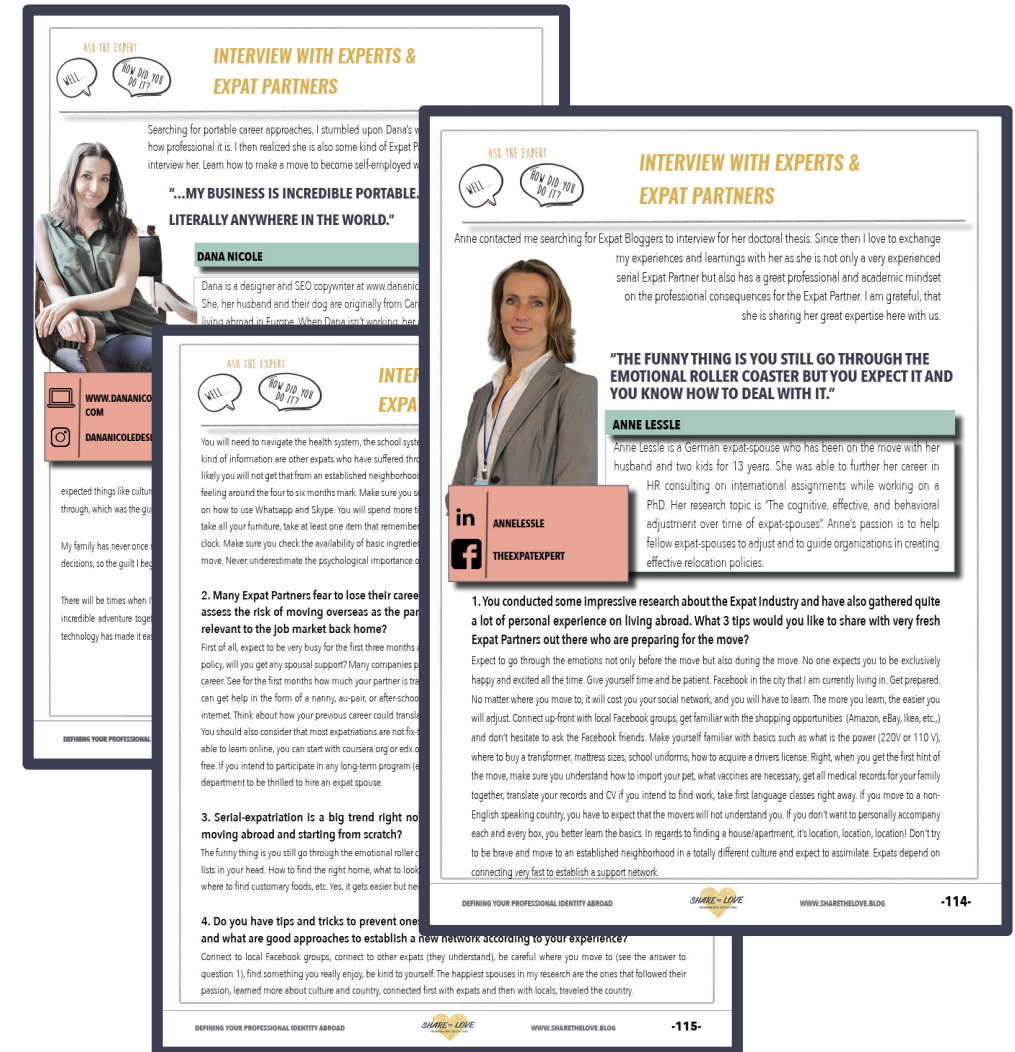 ASK THE EXPERT
WELL...
HOW DID YOU
DO IT?
INTERVIEW WITH EXPERTS &
EXPAT PARTNERS
Searching for portable career approaches, I stumbled upon Dana's
how professional it is. I then realized she is also some kind of Expat
interview her. Learn how to make a move to become self-employed
"...MY BUSINESS IS INCREDIBLE PORTABLE.
LITERALLY ANYWHERE IN THE WORLD."
DANA NICOLE
Dana is a designer and SEO copywriter at
She, her husband and their dog are originally from
living abroad in Europe. When Dana isn't working, her
COM
expected things like
through, which was the
My family has never once
decisions, so the guilt I
There will be times when
incredible adventure
technology has made it
DEFINING YOUR PROFESSIONAL
ASK THE EXPERT
WELL...
HOW DID YOU
DO IT?
You will need to navigate the health system, the school
kind of information are other expats who have suffered
likely you will not get that from an established
feeling around the four to six months mark. Make sure you
on how to use Whatsapp and Skype. You will spend more
take all your furniture, take at least one item that
clock. Make sure you check the availability of basic
move. Never underestimate the psychological importance
2. Many Expat Partners fear to lose their
assess the risk of moving overseas as the
relevant to the job market back home?
First of all, expect to be very busy for the first three months
policy, will you get any spousal support? Many companies
career. See for the first months how much your partner is
can get help in the form of a nanny, au-pair, or
internet. Think about how your previous career could
You should also consider that most expatriations are not
able to learn online, you can start with coursera.org or
free. If you intend to participate in any long-term program
department to be thrilled to hire an expat spouse.
3. Serial-expatriation is a big trend right
moving abroad and starting from scratch?
The funny thing is you still go through the emotional roller
lists in your head. How to find the right home, what to
where to find customary foods, etc. Yes, it gets easier but
4. Do you have tips and tricks to prevent
and what are good approaches to establish a new network according to your experience?
Connect to local Facebook groups, connect to other expats (they understand), be careful where you move to (see the answer to
question 1), find something you really enjoy, be kind to yourself. The happiest spouses in my research are the ones that followed their
passion, learned more about culture and country, connected first with expats and then with locals, traveled the country.
DEFINING YOUR PROFESSIONAL IDENTITY ABROAD
SHARE THE LOVE
WWW.SHARETHELOVE.BLOG
-115-
ASK THE EXPERT
WELL...
HOW DID YOU
DO IT?
INTERVIEW WITH EXPERTS &
EXPAT PARTNERS
Anne contacted me searching for Expat Bloggers to interview for her doctoral thesis. Since then I love to exchange
my experiences and learnings with her as she is not only a very experienced
serial Expat Partner but also has a great professional and academic mindset
on the professional consequences for the Expat Partner. I am grateful, that
she is sharing her great expertise here with us.
"THE FUNNY THING IS YOU STILL GO THROUGH THE
EMOTIONAL ROLLER COASTER BUT YOU EXPECT IT AND
YOU KNOW HOW TO DEAL WITH IT."
ANNE LESSLE
Anne Lessle is a German expat-spouse who has been on the move with her
husband and two kids for 13 years. She was able to further her career in
HR consulting on international assignments while working on a
PhD. Her research topic is "The cognitive, effective, and behavioral
adjustment over time of expat-spouses". Anne's passion is to help
fellow expat-spouses to adjust and to guide organizations in creating
effective relocation policies.
in
ANNELESSLE
THEEXPATEXPERT
1. You conducted some impressive research about the Expat Industry and have also gathered quite
a lot of personal experience on living abroad. What 3 tips would you like to share with very fresh
Expat Partners out there who are preparing for the move?
Expect to go through the emotions not only before the move but also during the move. No one expects you to be exclusively
happy and excited all the time. Give yourself time and be patient. Facebook in the city that I am currently living in. Get prepared.
No matter where you move to, it will cost you your social network, and you will have to learn. The more you learn, the easier you
will adjust. Connect up-front with local Facebook groups, get familiar with the shopping opportunities (Amazon, eBay, Ikea, etc.,)
and don't hesitate to ask the Facebook friends. Make yourself familiar with basics such as what is the power (220V or 110 V),
where to buy a transformer, mattress sizes, school uniforms, how to acquire a drivers license. Right, when you get the first hint of
the move, make sure you understand how to import your pet, what vaccines are necessary, get all medical records for your family
together, translate your records and CV if you intend to find work, take first language classes right away. If you move to a non-
English speaking country, you have to expect that the movers will not understand you. If you don't want to personally accompany
each and every box, you better learn the basics. In regards to finding a house/apartment, it's location, location, location! Don't try
to be brave and move to an established neighborhood in a totally different culture and expect to assimilate. Expats depend on
connecting very fast to establish a support network.
DEFINING YOUR PROFESSIONAL IDENTITY ABROAD
SHARE THE LOVE
WWW.SHARETHELOVE.BLOG
-114-